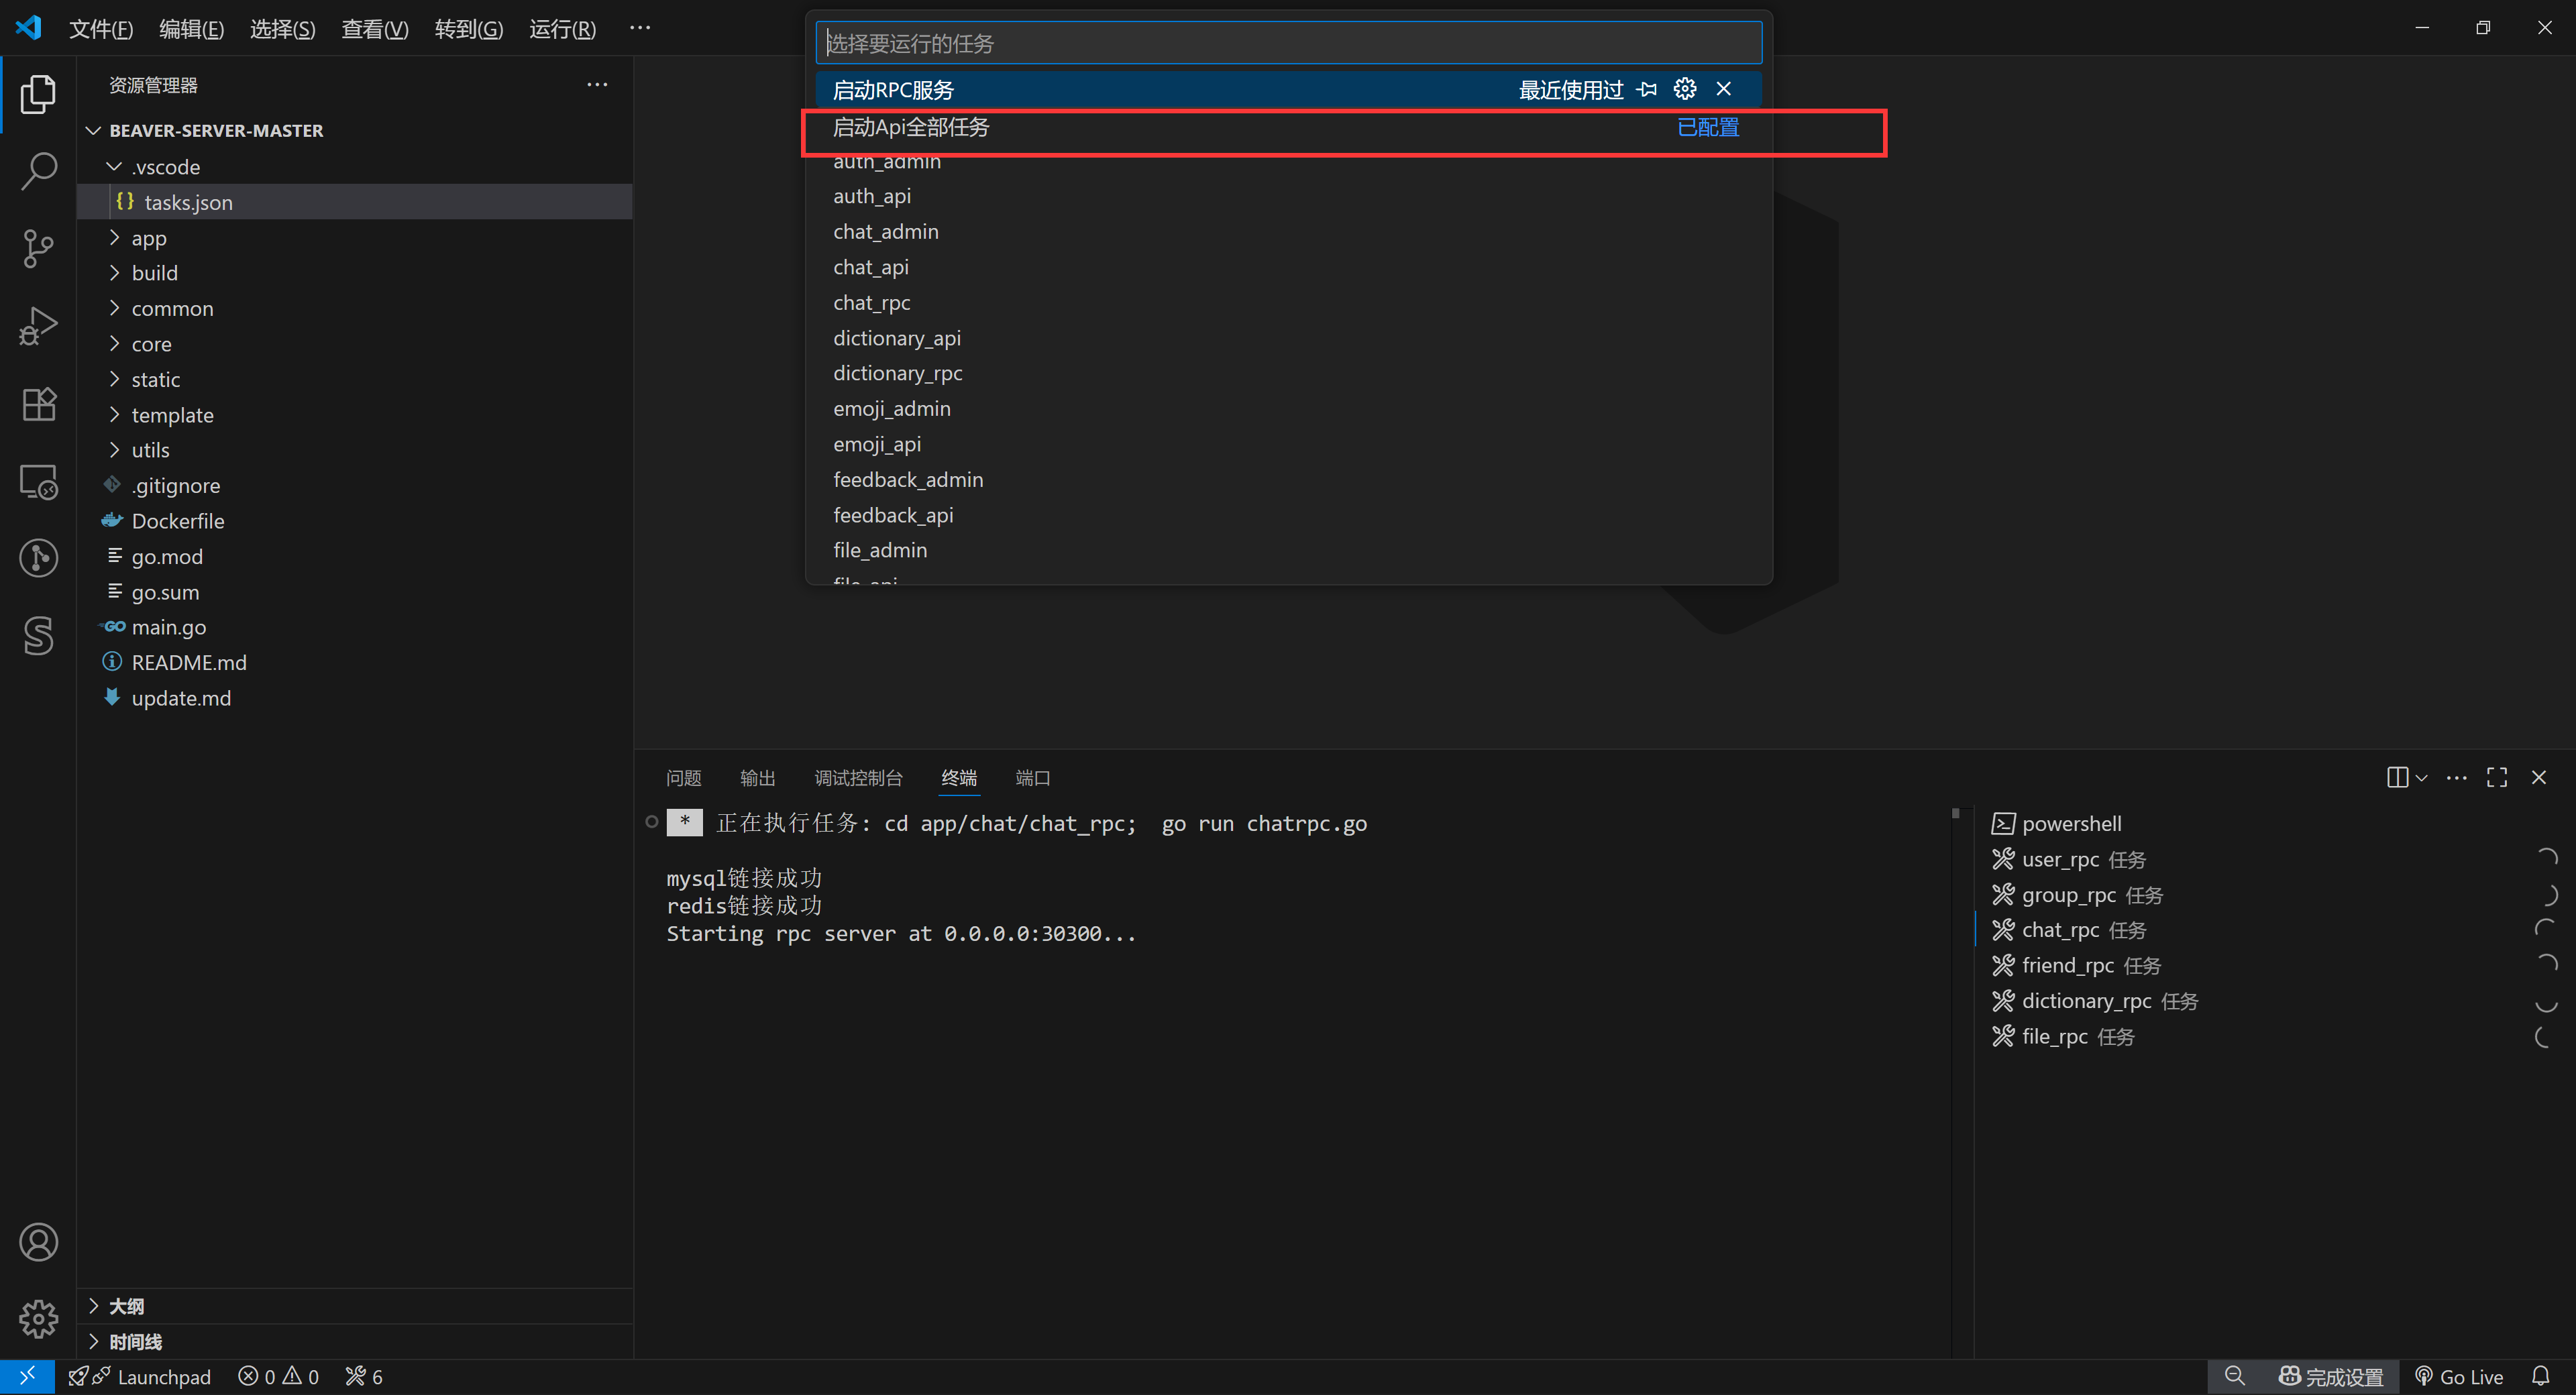 文件(F) 编辑(E) 选择(S) 查看(V) 转到(G) 运行(R) ···
选择要运行的任务
启动RPC服务 最近使用过
启动Api全部任务 已配置
auth_admin
auth_api
chat_admin
chat_api
chat_rpc
dictionary_api
dictionary_rpc
emoji_admin
emoji_api
feedback_admin
feedback_api
file_admin
file_api
资源管理器 ···
BEAVER-SERVER-MASTER
.vscode
{} tasks.json
app
build
common
core
static
template
utils
.gitignore
Dockerfile
go.mod
go.sum
GO main.go
README.md
update.md
大纲
时间线
问题 输出 调试控制台 终端 端口
* 正在执行任务: cd app/chat/chat_rpc;  go run chatrpc.go
mysql链接成功
redis链接成功
Starting rpc server at 0.0.0.0:30300...
powershell
user_rpc 任务
group_rpc 任务
chat_rpc 任务
friend_rpc 任务
dictionary_rpc 任务
file_rpc 任务
Launchpad 0 0 6 完成设置 Go Live